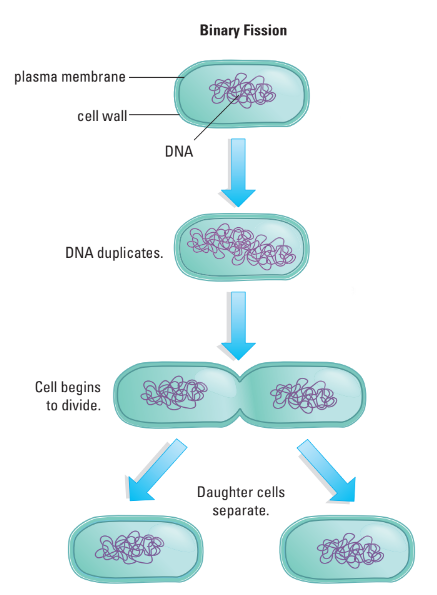 Binary Fission
plasma membrane
cell wall
DNA
DNA duplicates.
Cell begins
to divide.
Daughter cells
separate.